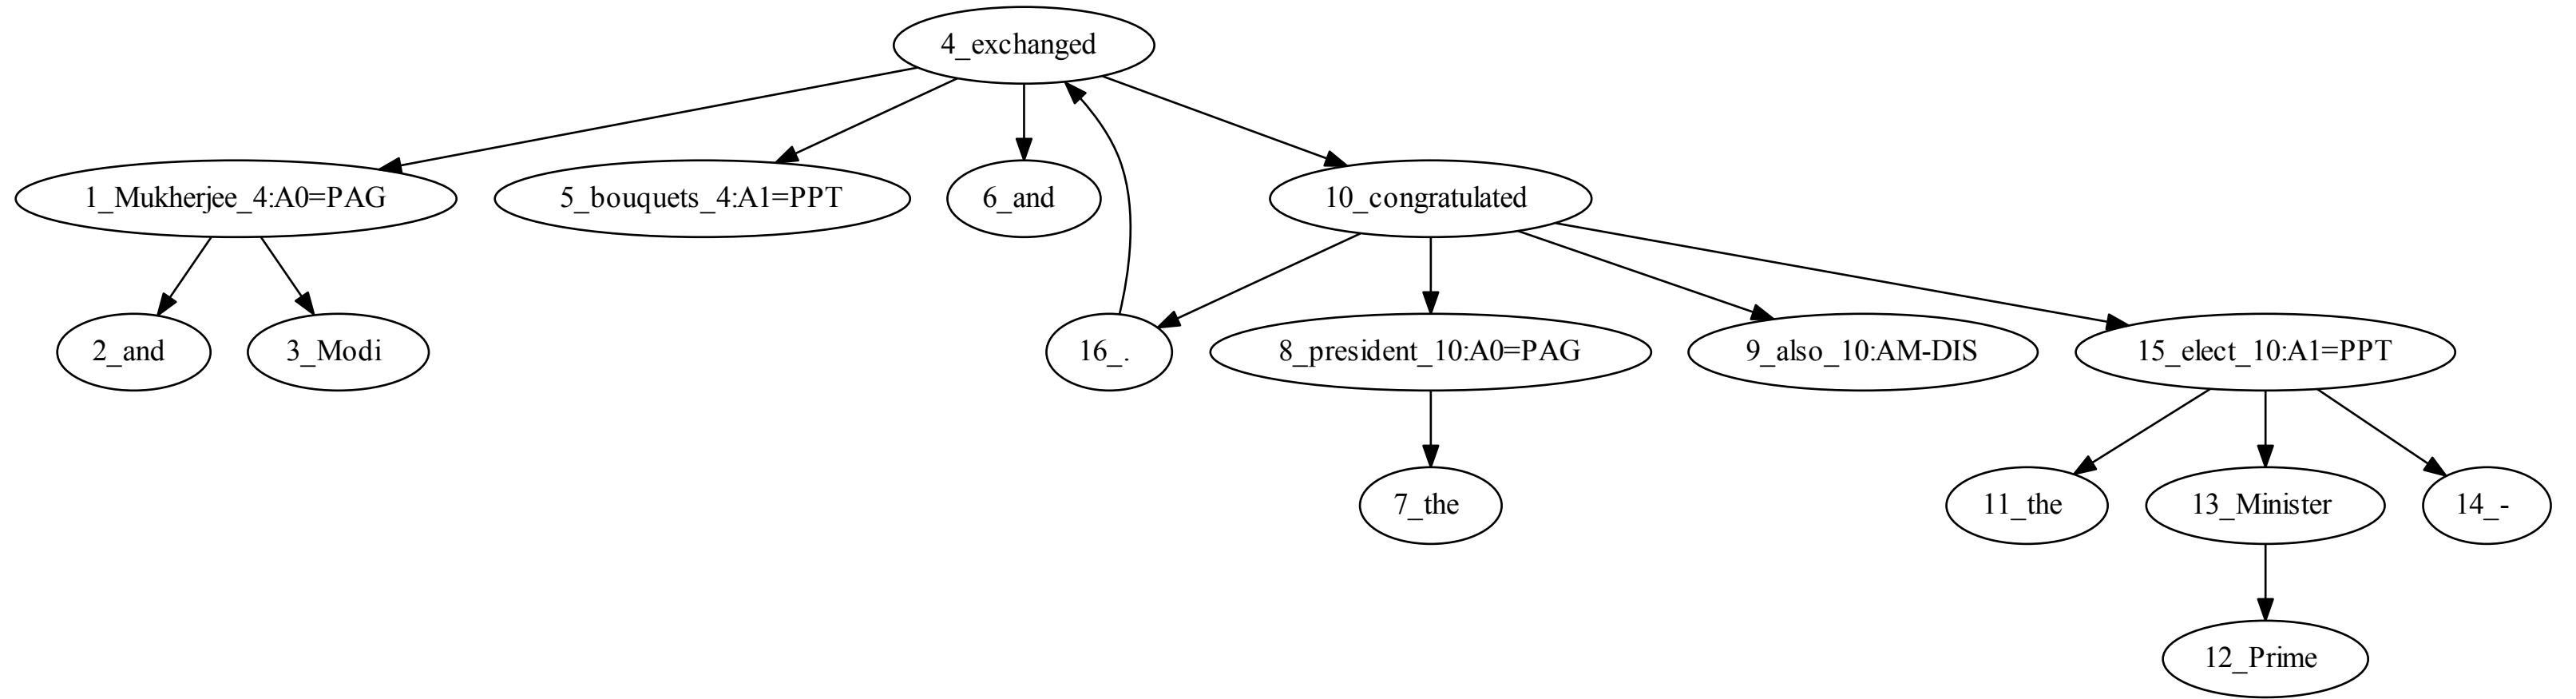 4_exchanged
1_Mukherjee_4:A0=PAG
5_bouquets_4:A1=PPT
6_and
10_congratulated
2_and
3_Modi
16_.
8_president_10:A0=PAG
9_also_10:AM-DIS
15_elect_10:A1=PPT
7_the
11_the
13_Minister
14_-
12_Prime